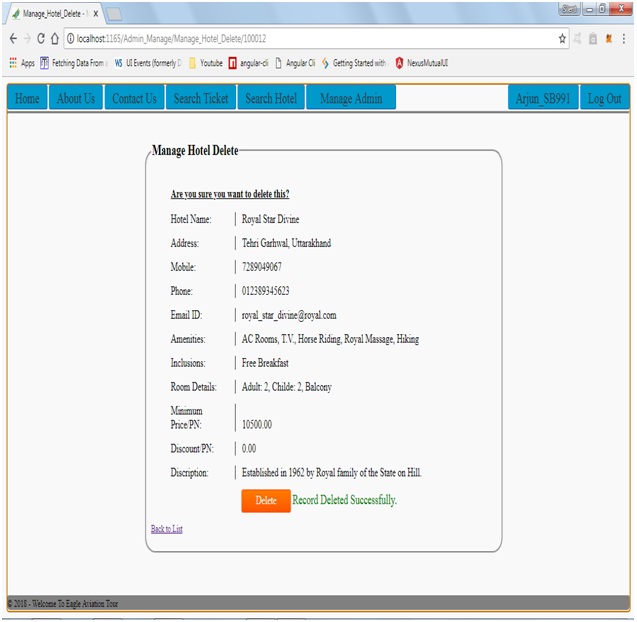 Manage_Hotel_Delete -
localhost:1165/Admin_Manage/Manage_Hotel_Delete/100012
Apps Fetching Data From UI Events (formerly D Youtube angular-cli Angular Cli Getting Started with NexusMutualUI
Home About Us Contact Us Search Ticket Search Hotel Manage Admin Arjun_SB991 Log Out
Manage Hotel Delete
Are you sure you want to delete this?
Hotel Name: Royal Star Divine
Address: Tehri Garhwal, Uttarakhand
Mobile: 7289049067
Phone: 012389345623
Email ID: royal_star_divine@royal.com
Amenities: AC Rooms, T.V., Horse Riding, Royal Massage, Hiking
Inclusions: Free Breakfast
Room Details: Adult: 2, Childe: 2, Balcony
Minimum
Price/PN: 10500.00
Discount/PN: 0.00
Discription: Established in 1962 by Royal family of the State on Hill.
Delete Record Deleted Successfully.
Back to List
© 2018 - Welcome To Eagle Aviation Tour